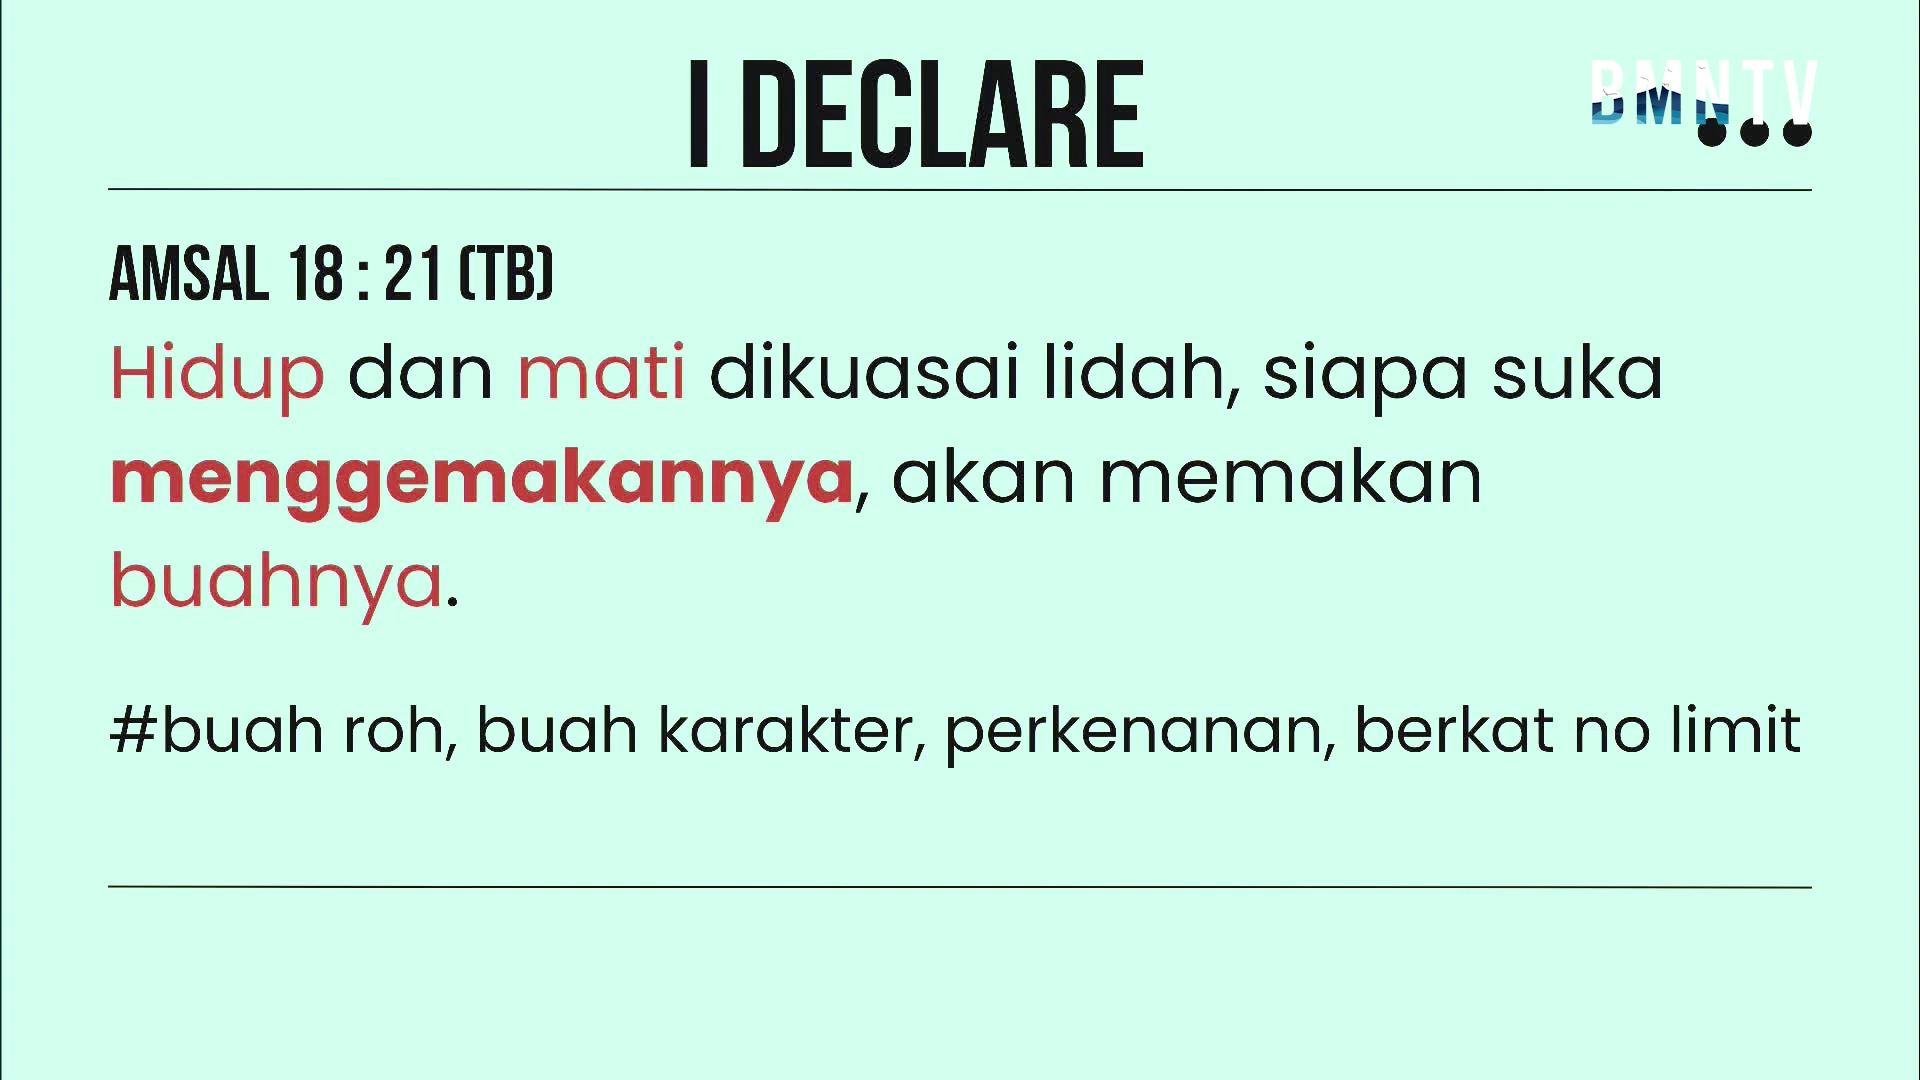 I DECLARE
BMNTV
AMSAL 18 : 21 (TB)
Hidup dan mati dikuasai lidah, siapa suka
menggemakannya, akan memakan
buahnya.
#buah roh, buah karakter, perkenanan, berkat no limit